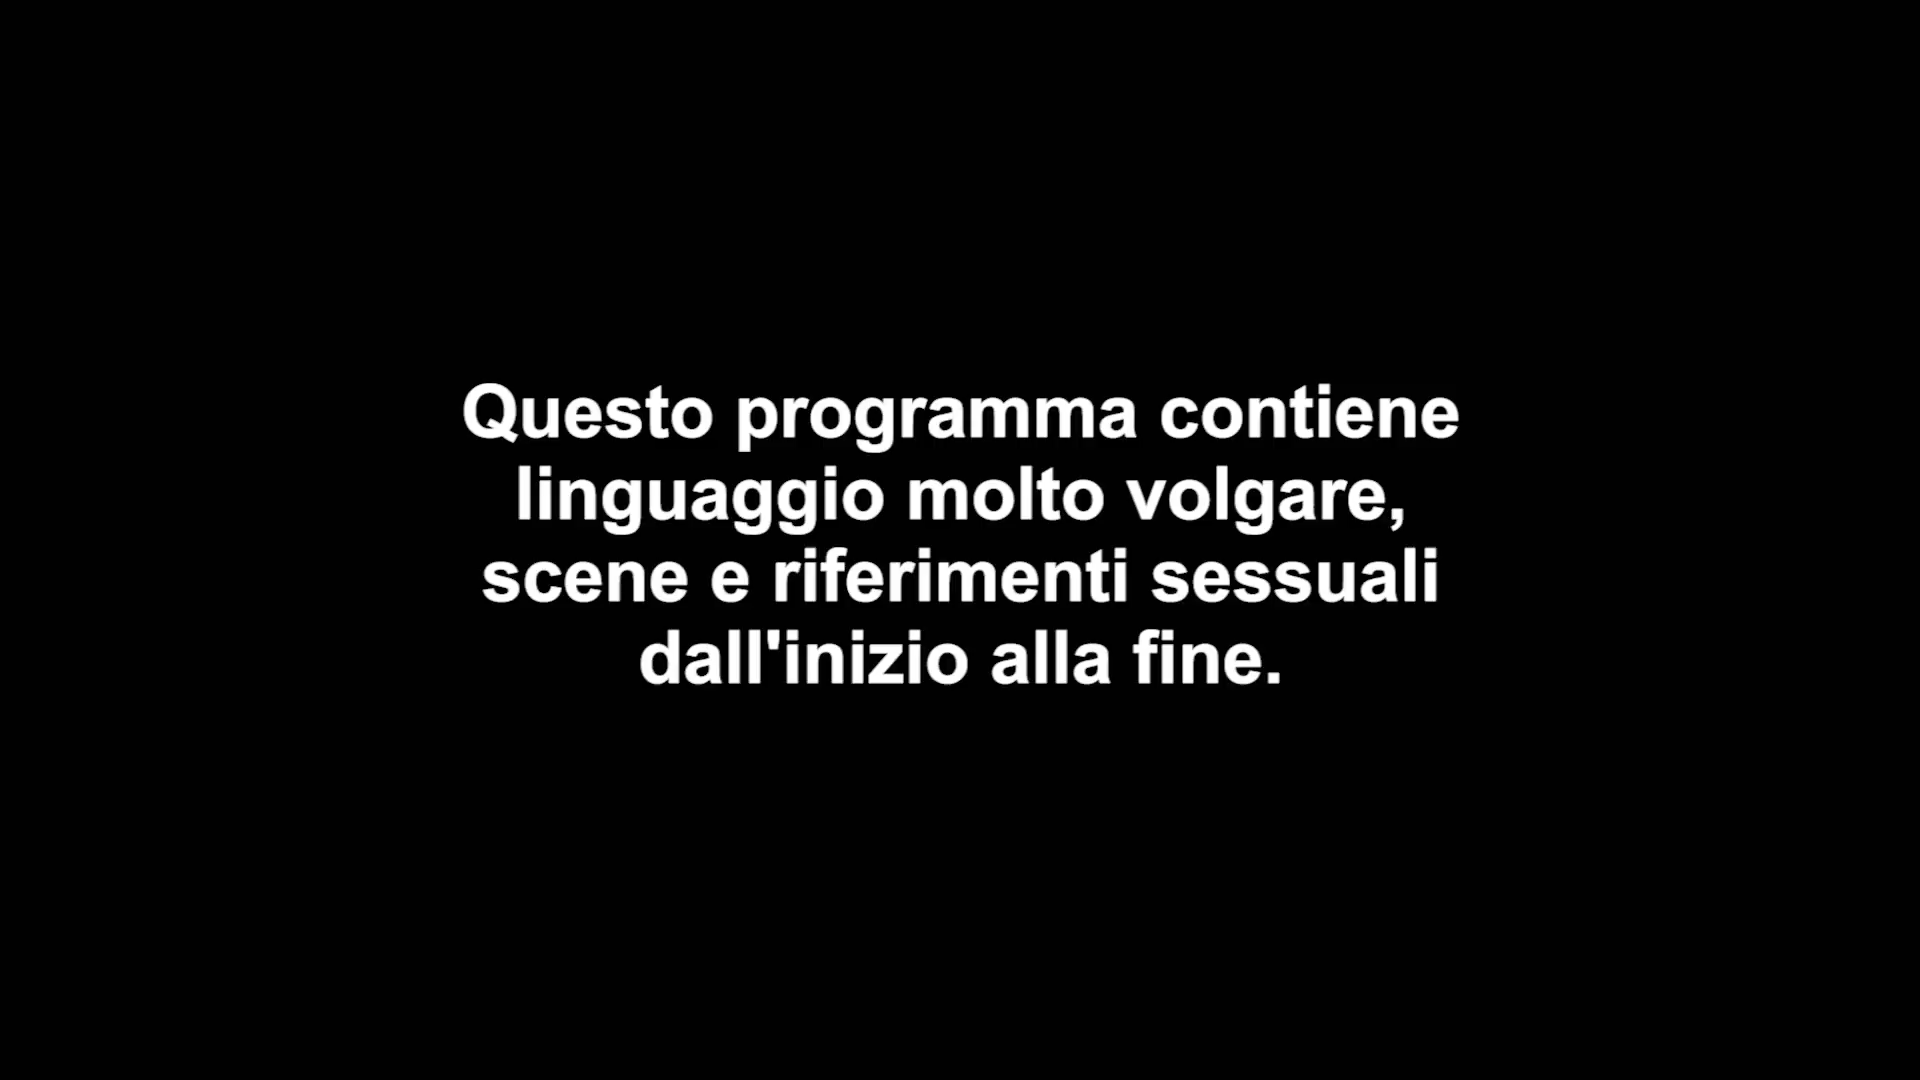 Questo programma contiene
linguaggio molto volgare,
scene e riferimenti sessuali
dall'inizio alla fine.